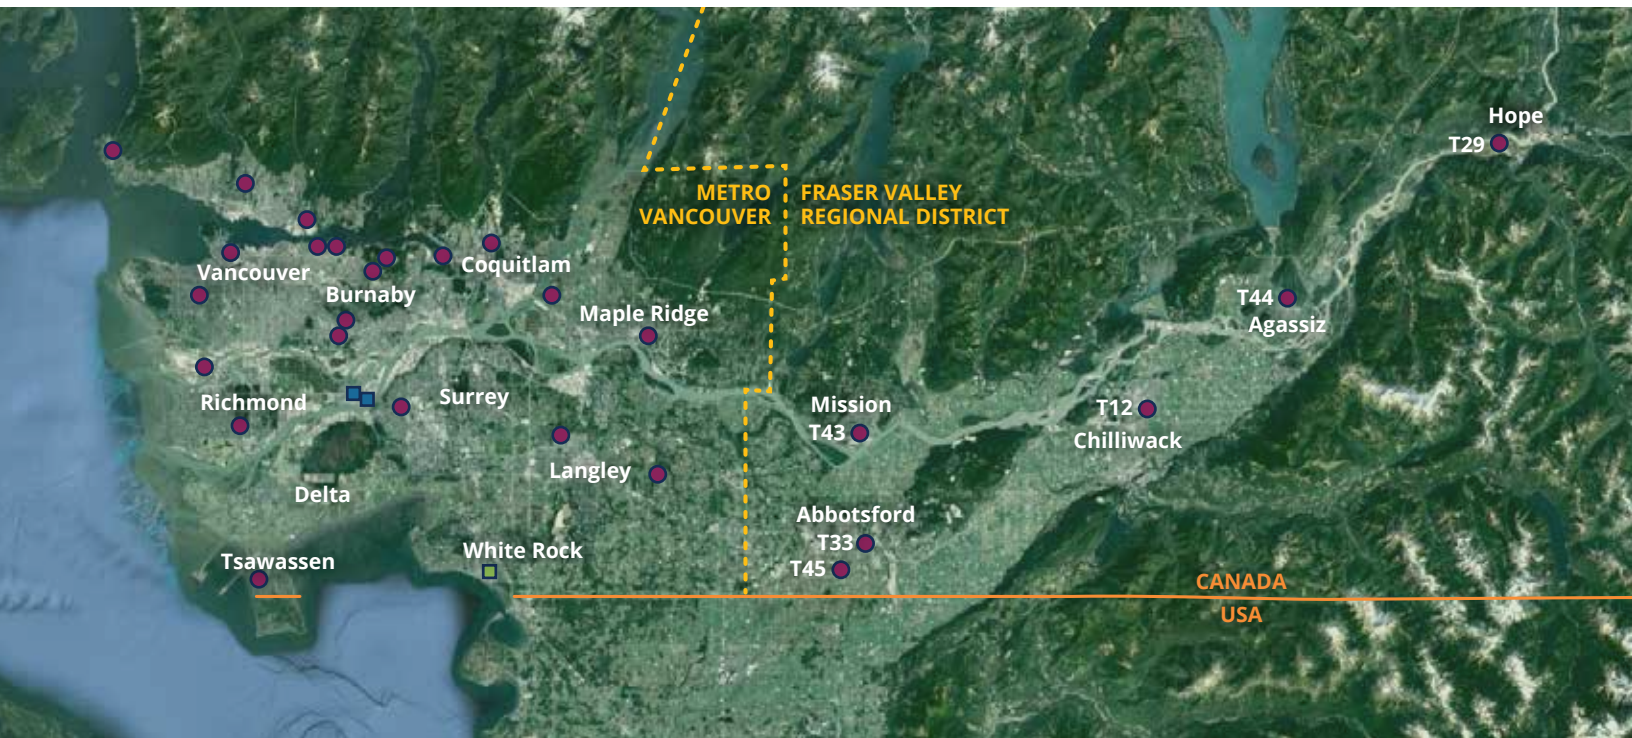 Hope
T29
METRO
VANCOUVER
FRASER VALLEY
REGIONAL DISTRICT
Vancouver
Coquitlam
Burnaby
Maple Ridge
T44
Agassiz
Richmond
Surrey
Mission
T43
T12
Chilliwack
Langley
Delta
Abbotsford
T33
T45
White Rock
Tsawassen
CANADA
USA